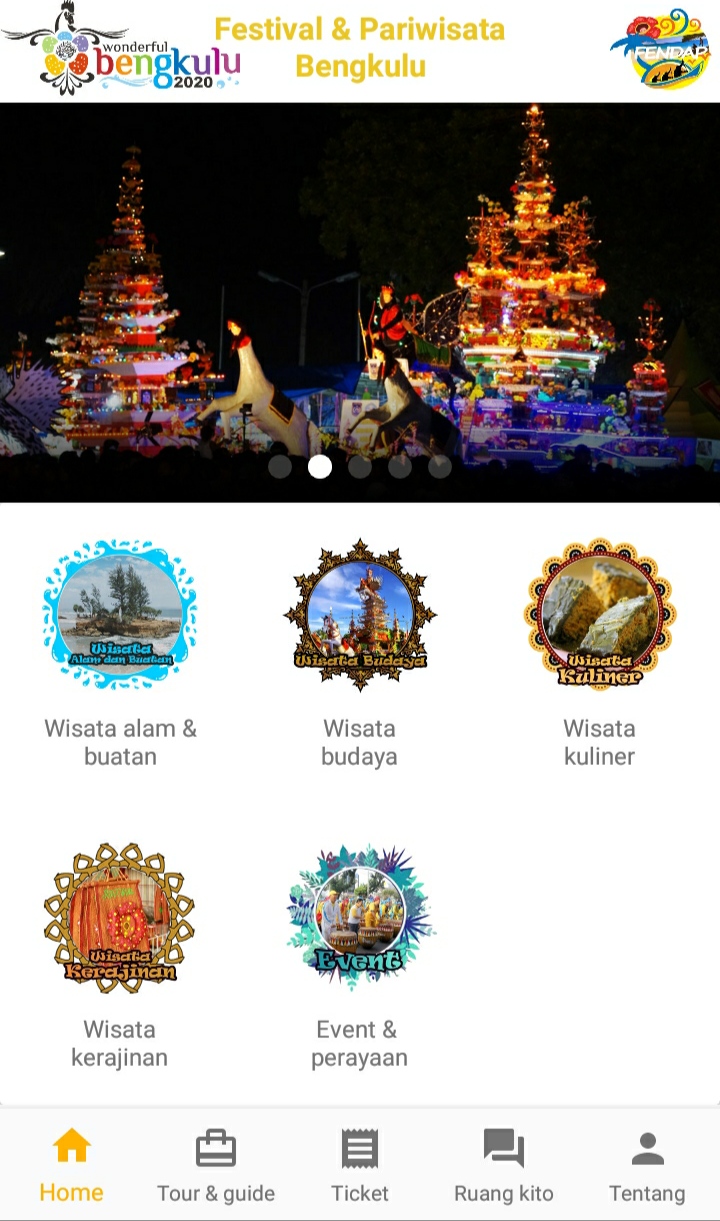 wonderful
bengkulu
2020
Festival & Pariwisata
Bengkulu
FENDAP
Wisata
Alam dan Buatan
Wisata Budaya
Wisata
Kuliner
Wisata alam &
buatan
Wisata
budaya
Wisata
kuliner
Wisata
Kerajinan
Event
Wisata
kerajinan
Event &
perayaan
Home
Tour & guide
Ticket
Ruang kito
Tentang